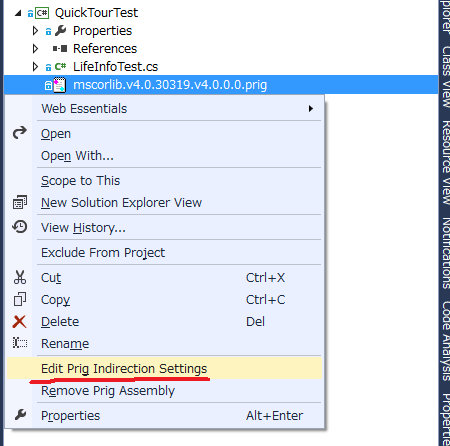 QuickTourTest
Properties
References
LifeInfoTest.cs
mscorlib.v4.0.30319.v4.0.0.0.prig
Web Essentials
Open
Open With...
Scope to This
New Solution Explorer View
View History...
Exclude From Project
Cut Ctrl+X
Copy Ctrl+C
Delete Del
Rename
Edit Prig Indirection Settings
Remove Prig Assembly
Properties Alt+Enter
Class View
Resource View
Notifications
Code Analysis